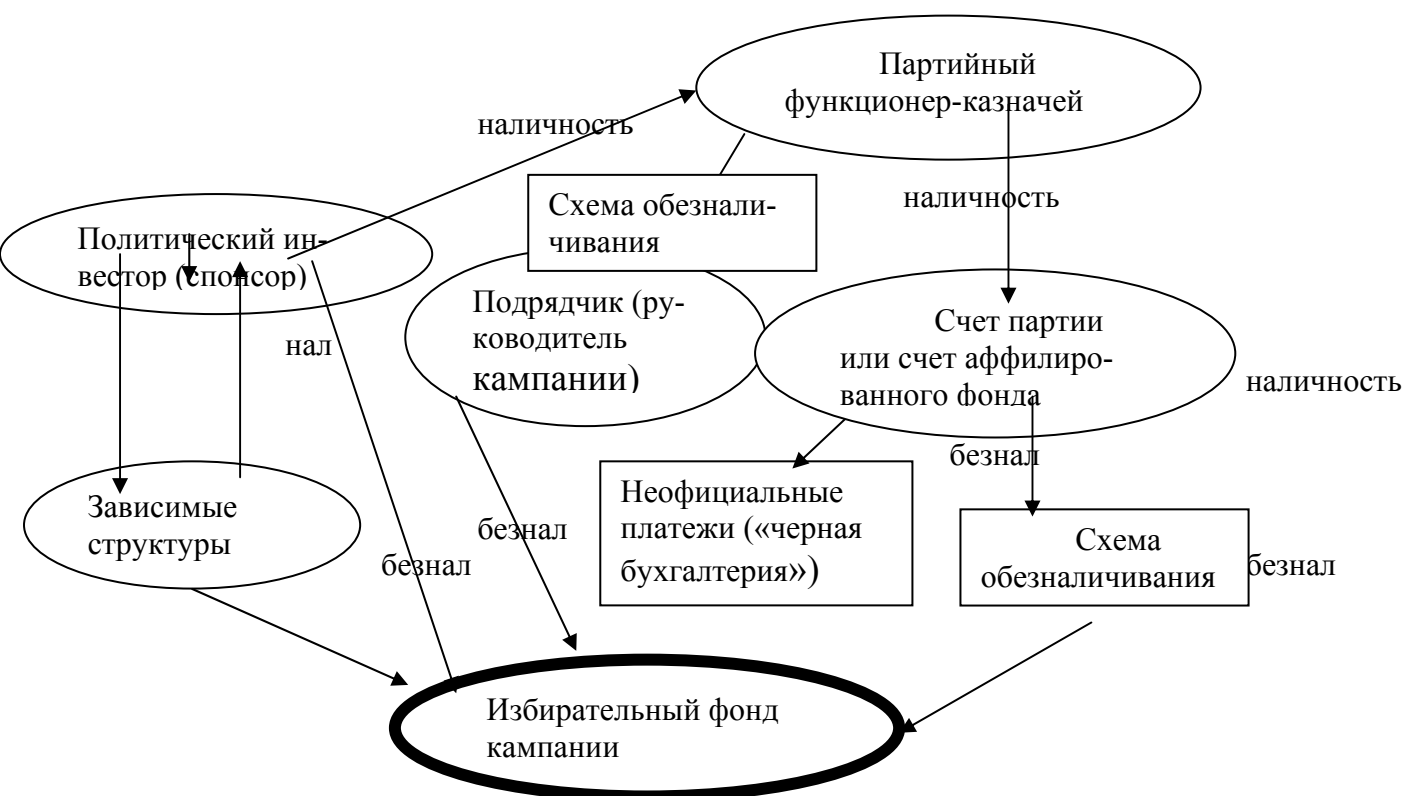 Партийный
функционер-казначей
наличность
Схема обезнали-
чивания
наличность
Политический ин-
вестор (спонсор)
Подрядчик (ру-
ководитель
кампании)
Счет партии
или счет аффилиро-
ванного фонда
нал
наличность
безнал
Зависимые
структуры
Неофициальные
платежи («черная
бухгалтерия»)
безнал
безнал
Схема
обезналичивания
безнал
Избирательный фонд
кампании